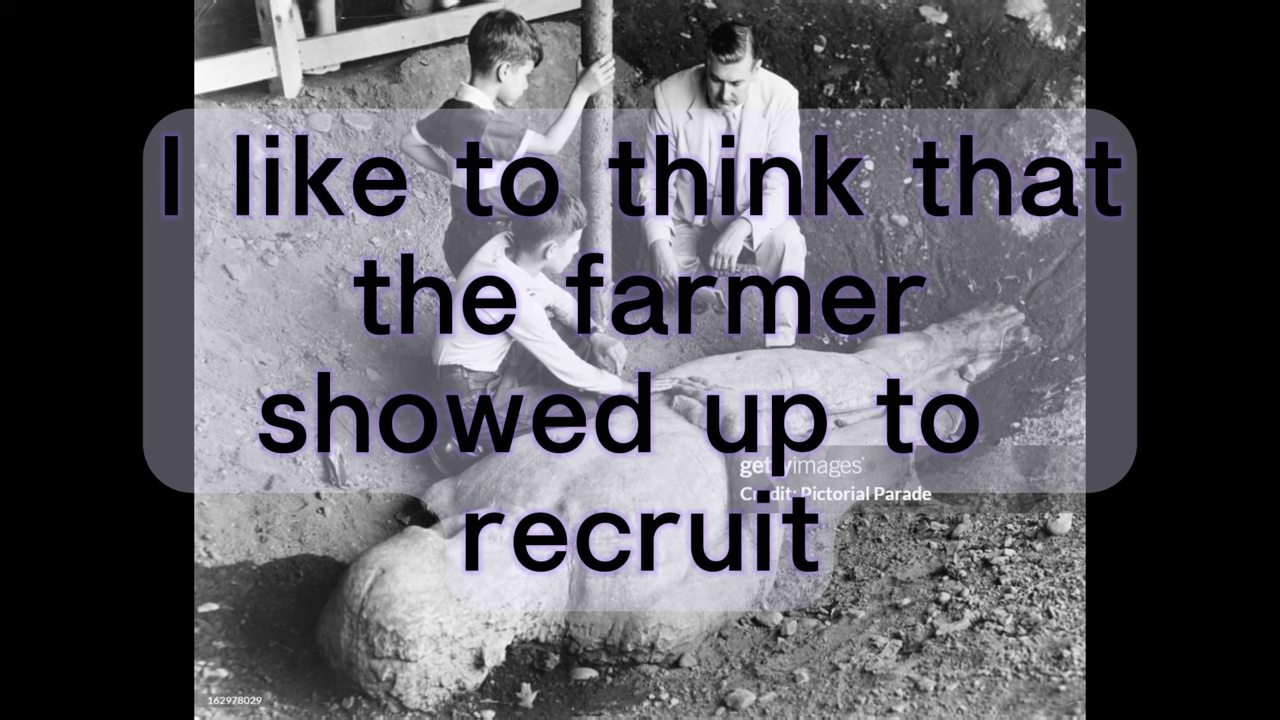 I like to think that
the farmer
showed up to
recruit
gettyimages
Credit: Pictorial Parade
162978029